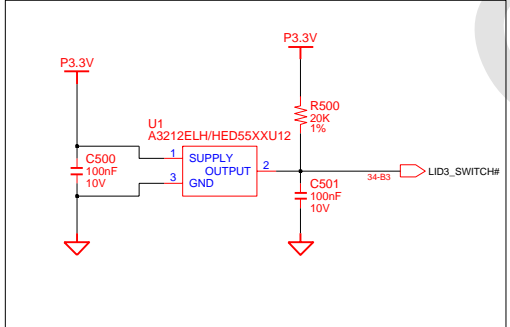 P3.3V
P3.3V
R500
20K
1%
U1
A3212ELH/HED55XXU12
C500
100nF
10V
1 SUPPLY
OUTPUT 2
3 GND
34-B3
LID3_SWITCH#
C501
100nF
10V